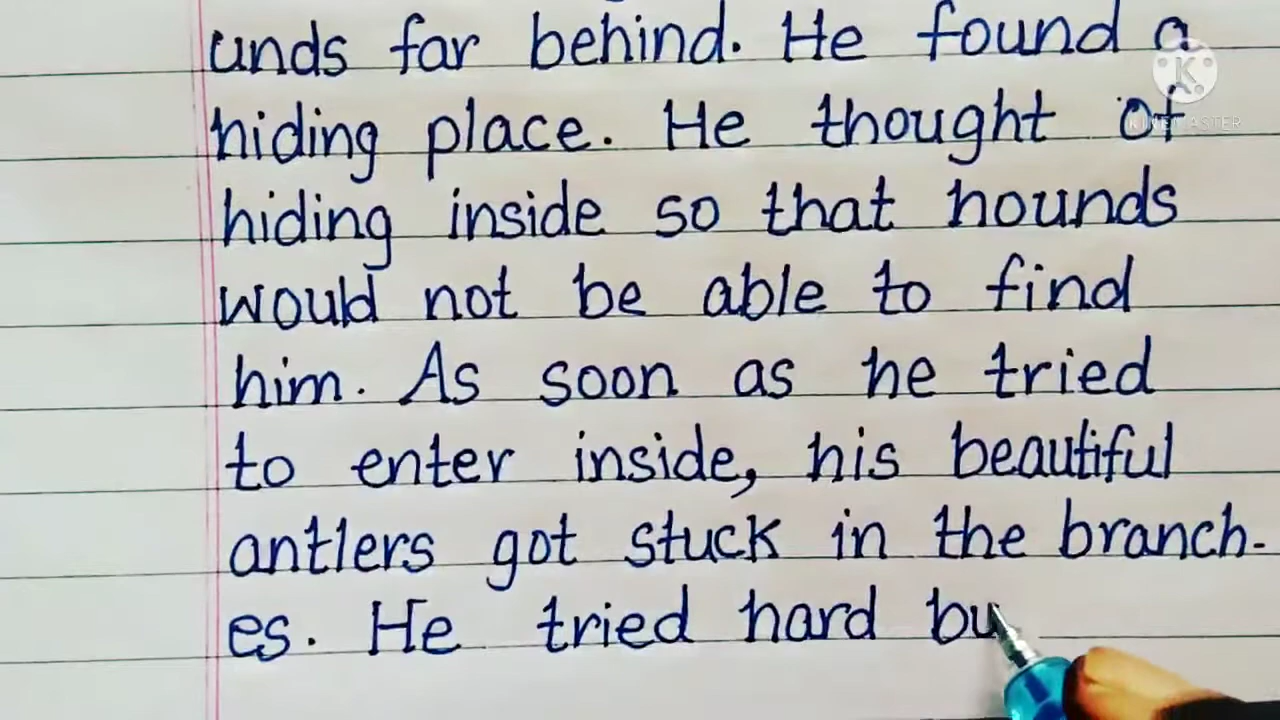 unds far behind. He found a
hiding place. He thought of
hiding inside so that hounds
would not be able to find
him. As soon as he tried
to enter inside, his beautiful
antlers got stuck in the branch-
es. He tried hard bu
K
KINEMASTER